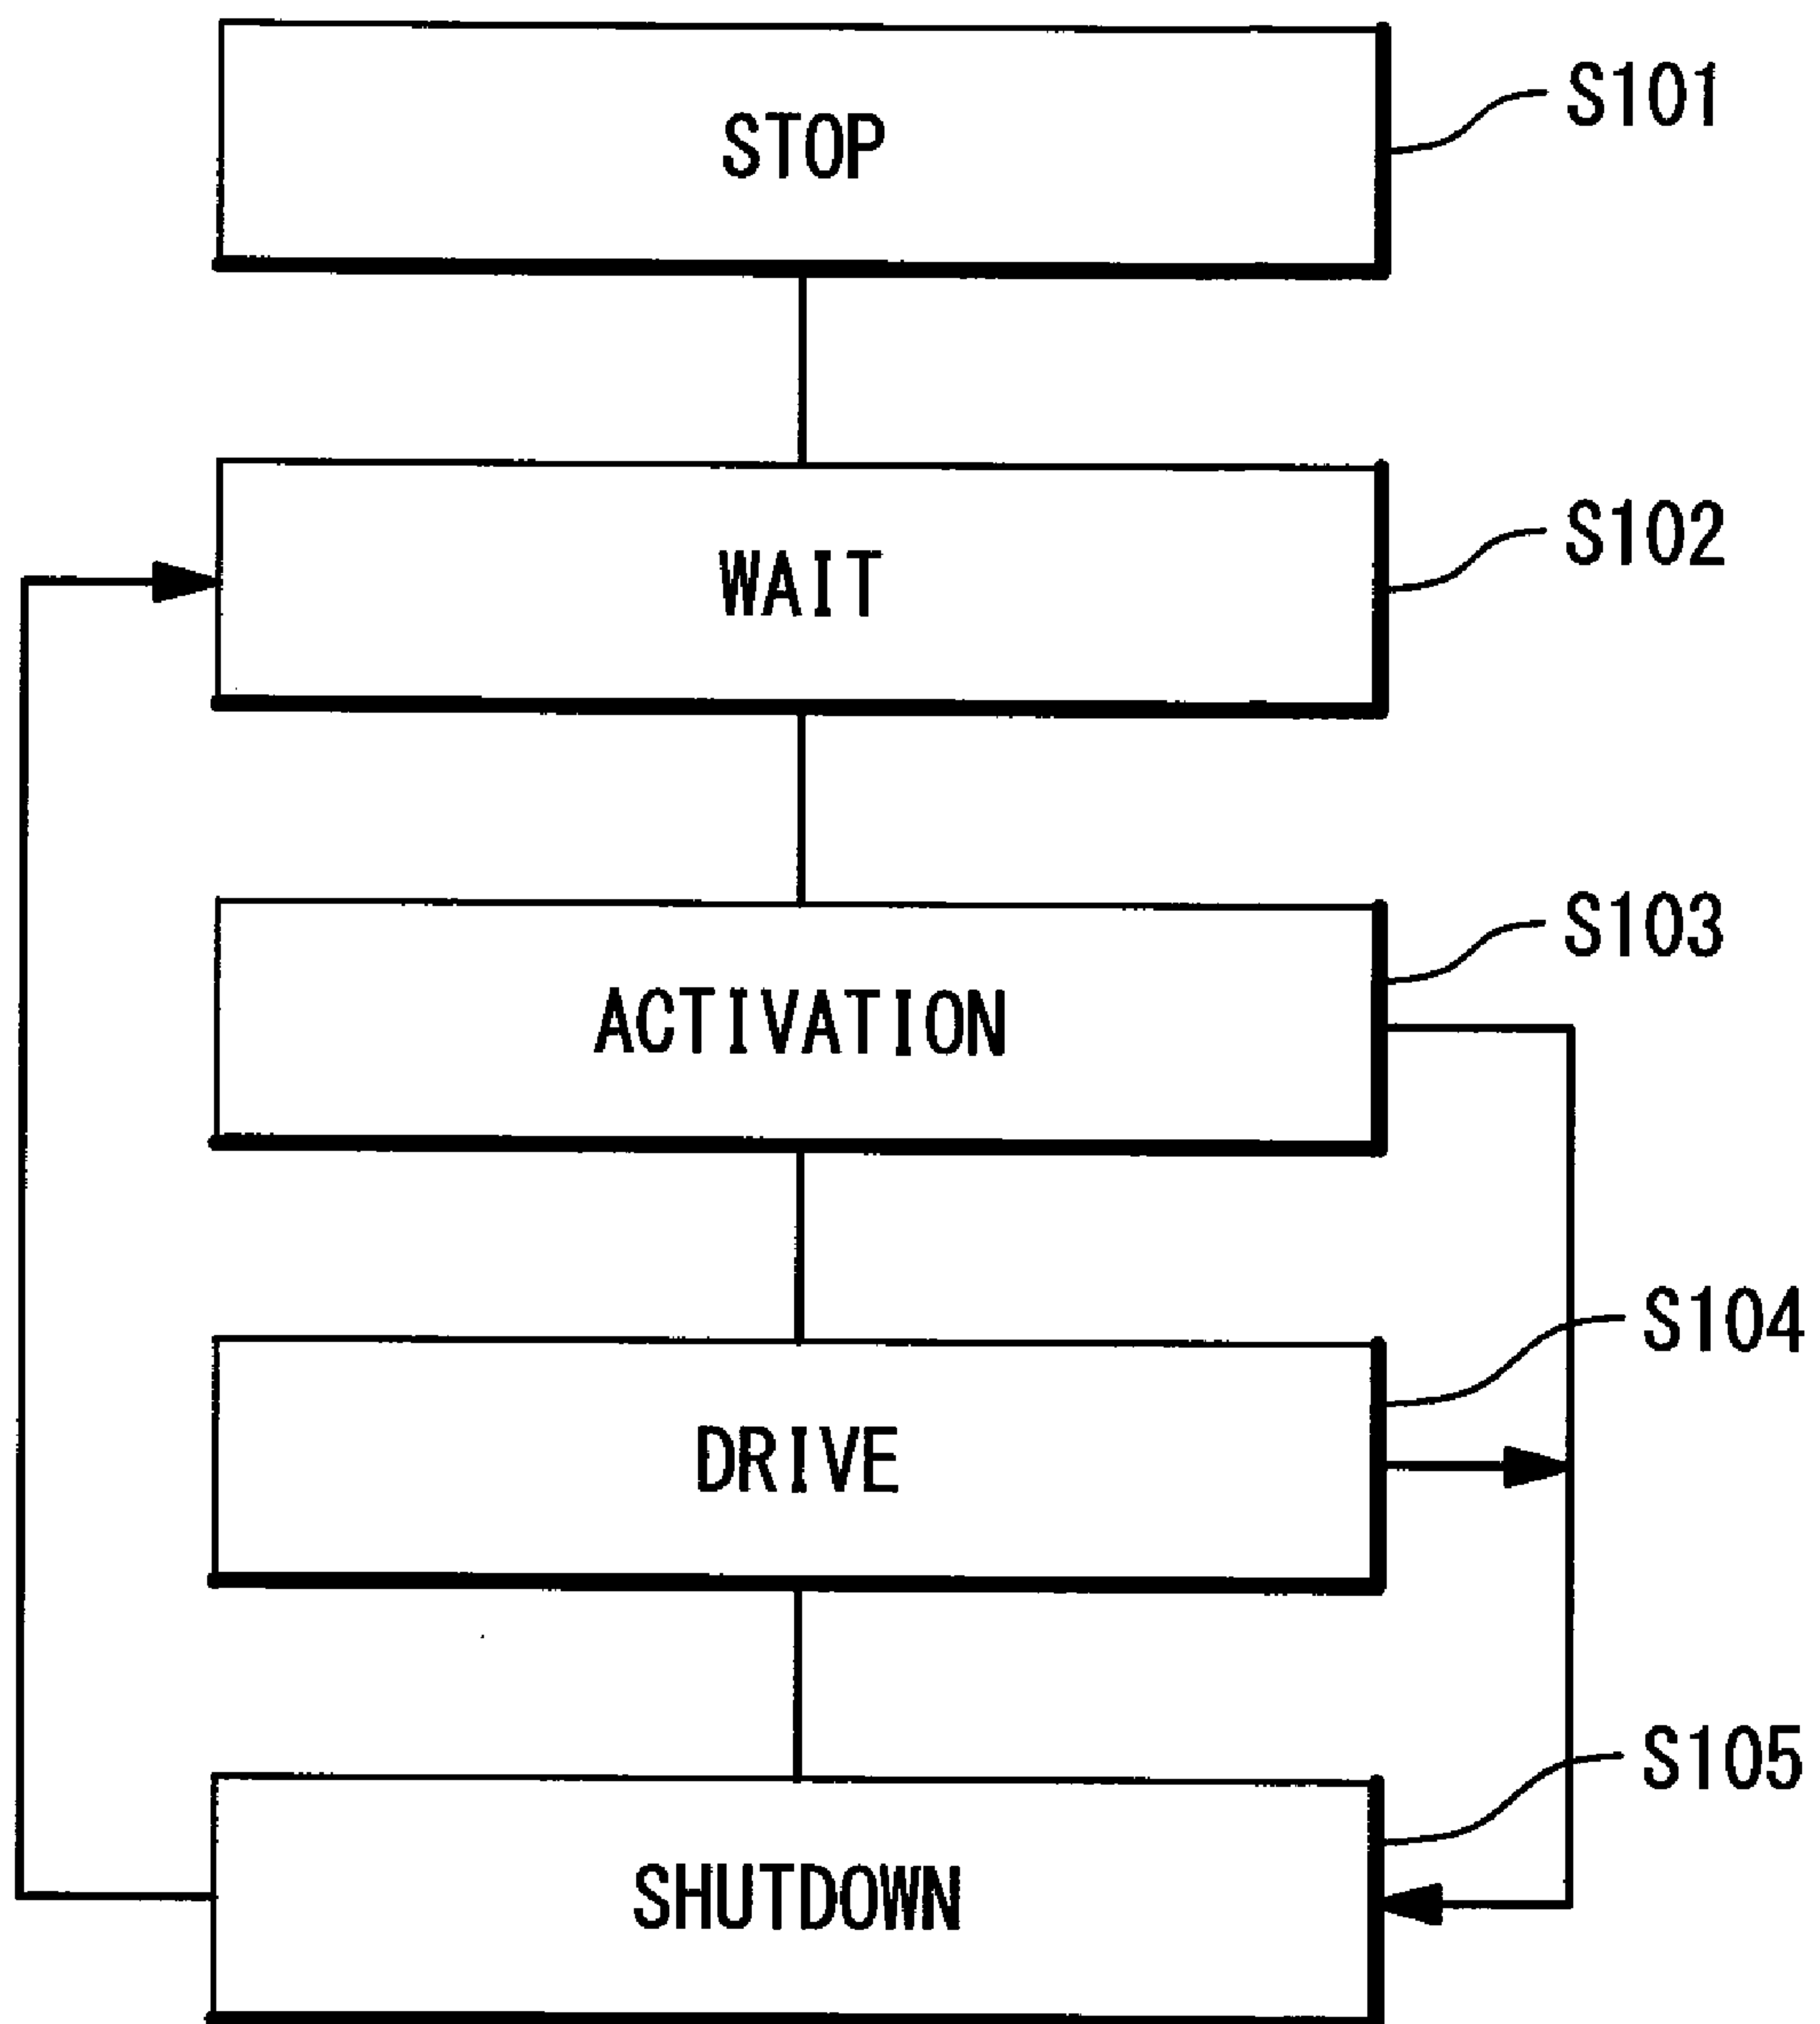 STOP
S101
WAIT
S102
ACTIVATION
S103
DRIVE
S104
SHUTDOWN
S105